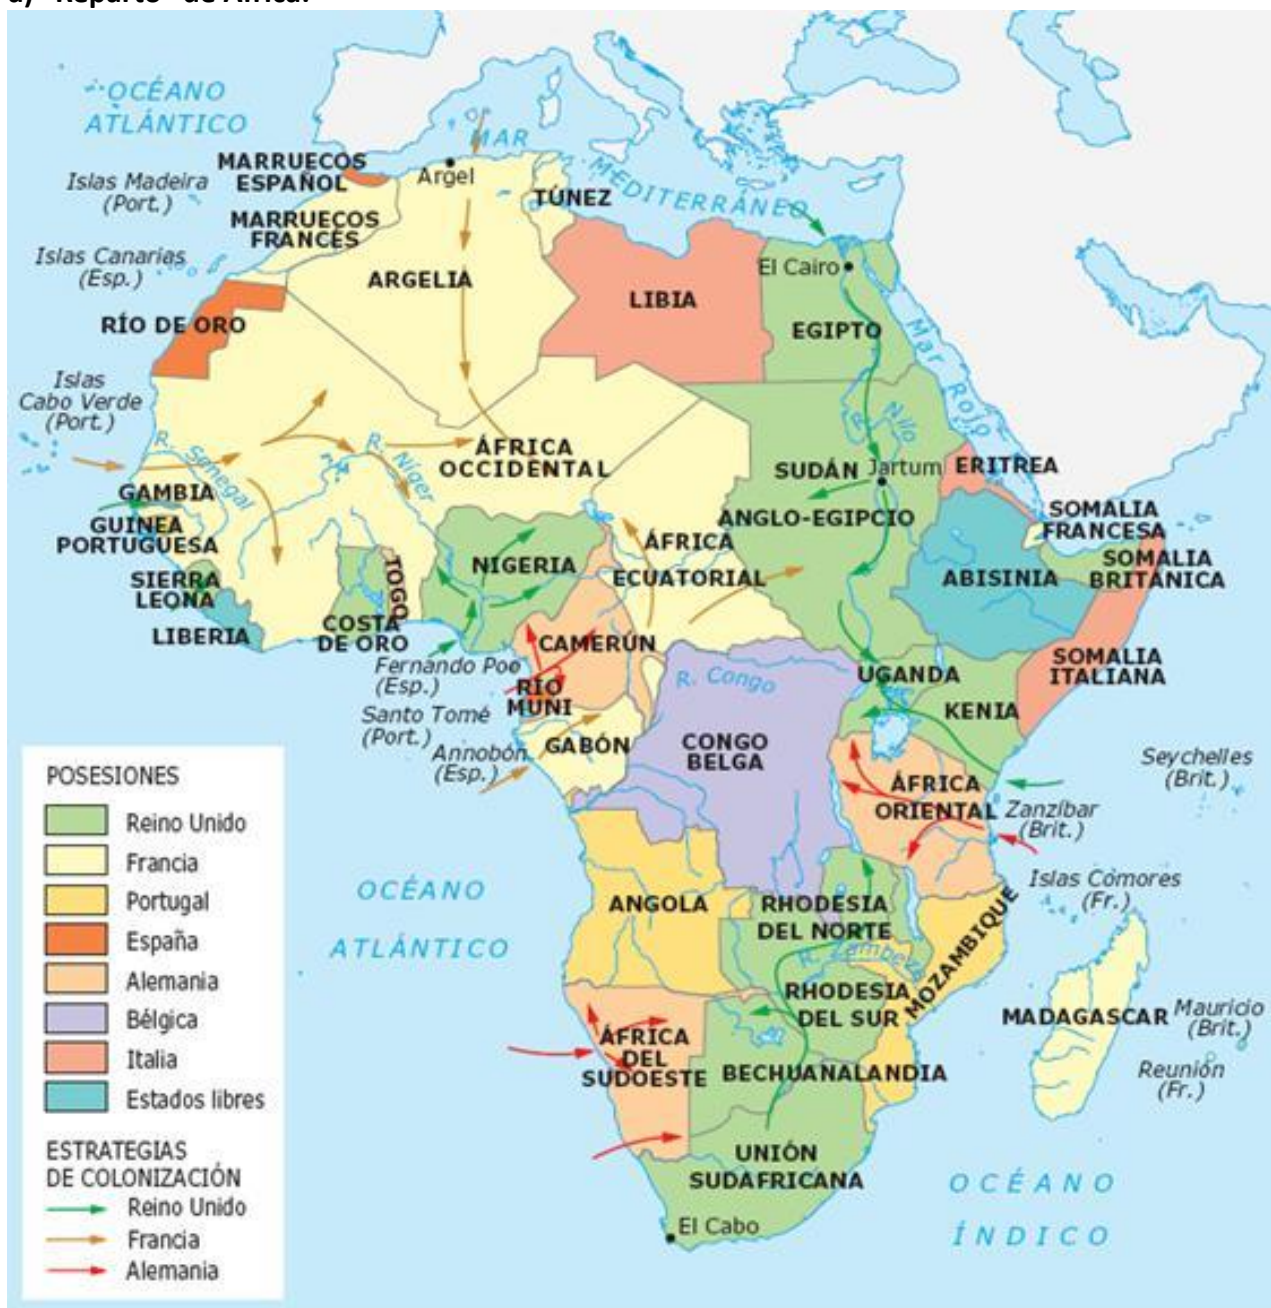 a) "Reparto" de África.
OCÉANO
ATLÁNTICO
MAR
MEDITERRÁNEO
MARRUECOS
ESPAÑOL
Argel
Islas Madeira
(Port.)
TÚNEZ
MARRUECOS
FRANCÉS
Islas Canarias
(Esp.)
El Cairo
ARGELIA
LIBIA
RÍO DE ORO
EGIPTO
Mar Rojo
Islas
Cabo Verde
(Port.)
R. Senegal
R. Níger
R. Nilo
ÁFRICA
OCCIDENTAL
SUDÁN
Jartum
ERITREA
GAMBIA
ANGLO-EGIPCIO
SOMALIA
FRANCESA
GUINEA
PORTUGUESA
ÁFRICA
ECUATORIAL
NIGERIA
SOMALIA
BRITÁNICA
SIERRA
LEONA
TOGO
ABISINIA
LIBERIA
COSTA
DE ORO
CAMERÚN
Fernando Poo
(Esp.)
R. Congo
UGANDA
SOMALIA
ITALIANA
RÍO
MUNI
Santo Tomé
(Port.)
KENIA
GABÓN
Annobón
(Esp.)
CONGO
BELGA
Seychelles
(Brit.)
ÁFRICA
ORIENTAL
Zanzíbar
(Brit.)
Islas Cómores
(Fr.)
OCÉANO
ATLÁNTICO
ANGOLA
RHODESIA
DEL NORTE
R. Zambeze
MOZAMBIQUE
RHODESIA
DEL SUR
MADAGASCAR
Mauricio
(Brit.)
ÁFRICA
DEL
SUDOESTE
BECHUANALANDIA
Reunión
(Fr.)
UNIÓN
SUDAFRICANA
El Cabo
OCÉANO
ÍNDICO
POSESIONES
Reino Unido
Francia
Portugal
España
Alemania
Bélgica
Italia
Estados libres
ESTRATEGIAS
DE COLONIZACIÓN
Reino Unido
Francia
Alemania